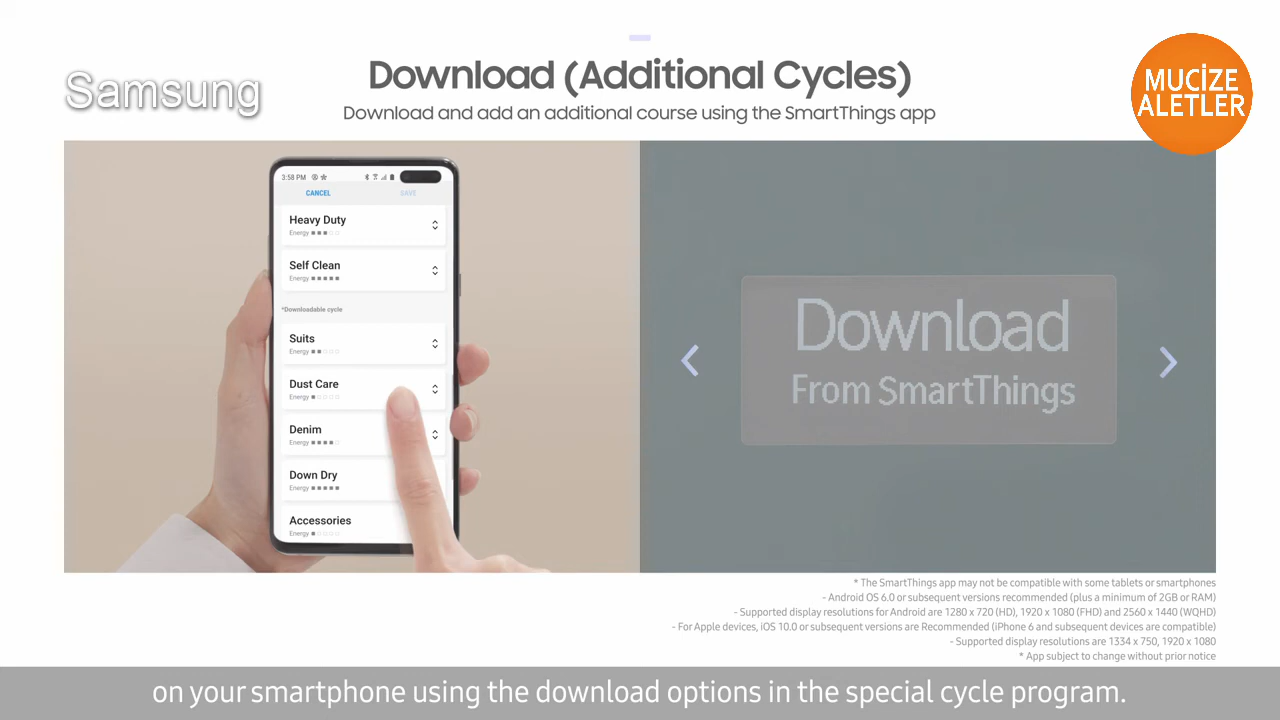 Samsung
Download (Additional Cycles)
Download and add an additional course using the SmartThings app
MUCİZE
ALETLER
3:58 PM
CANCEL
SAVE
Heavy Duty
Energy
Self Clean
Energy
*Downloadable cycle
Suits
Energy
Dust Care
Energy
Denim
Energy
Down Dry
Energy
Accessories
Energy
Download
From SmartThings
* The SmartThings app may not be compatible with some tablets or smartphones
- Android OS 6.0 or subsequent versions recommended (plus a minimum of 2GB or RAM)
- Supported display resolutions for Android are 1280 x 720 (HD), 1920 x 1080 (FHD) and 2560 x 1440 (WQHD)
- For Apple devices, iOS 10.0 or subsequent versions are Recommended (iPhone 6 and subsequent devices are compatible)
- Supported display resolutions are 1334 x 750, 1920 x 1080
* App subject to change without prior notice
on your smartphone using the download options in the special cycle program.